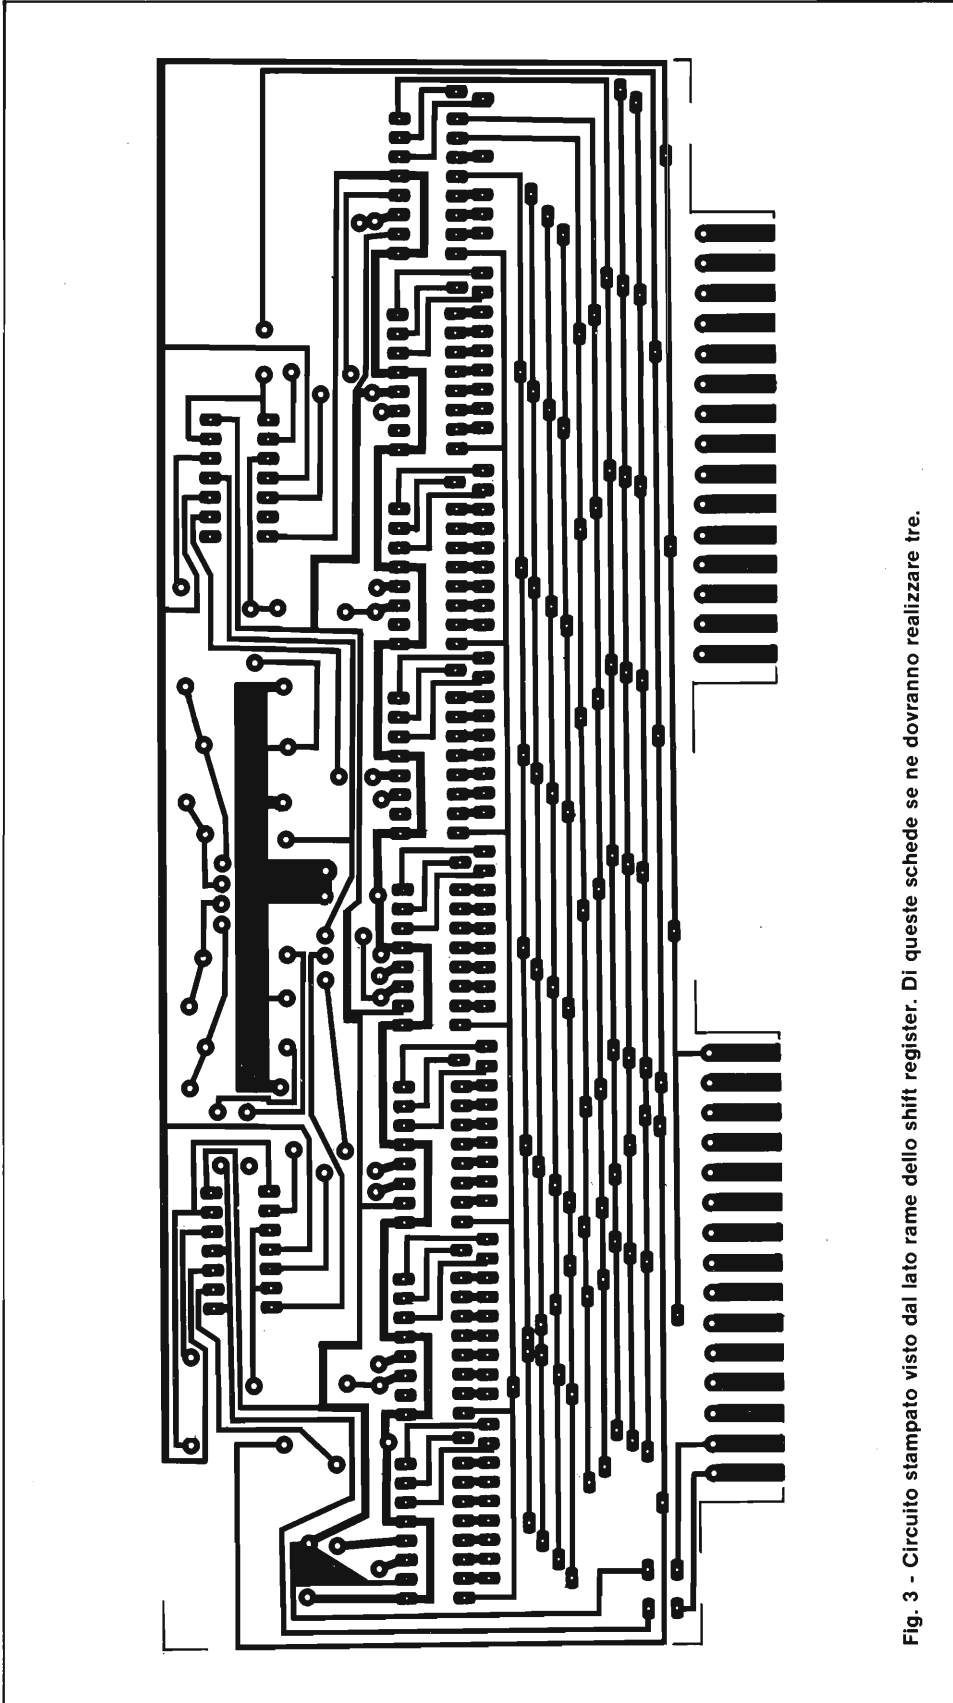 Fig. 3 - Circuito stampato visto dal lato rame dello shift register. Di queste schede se ne dovranno realizzare tre.